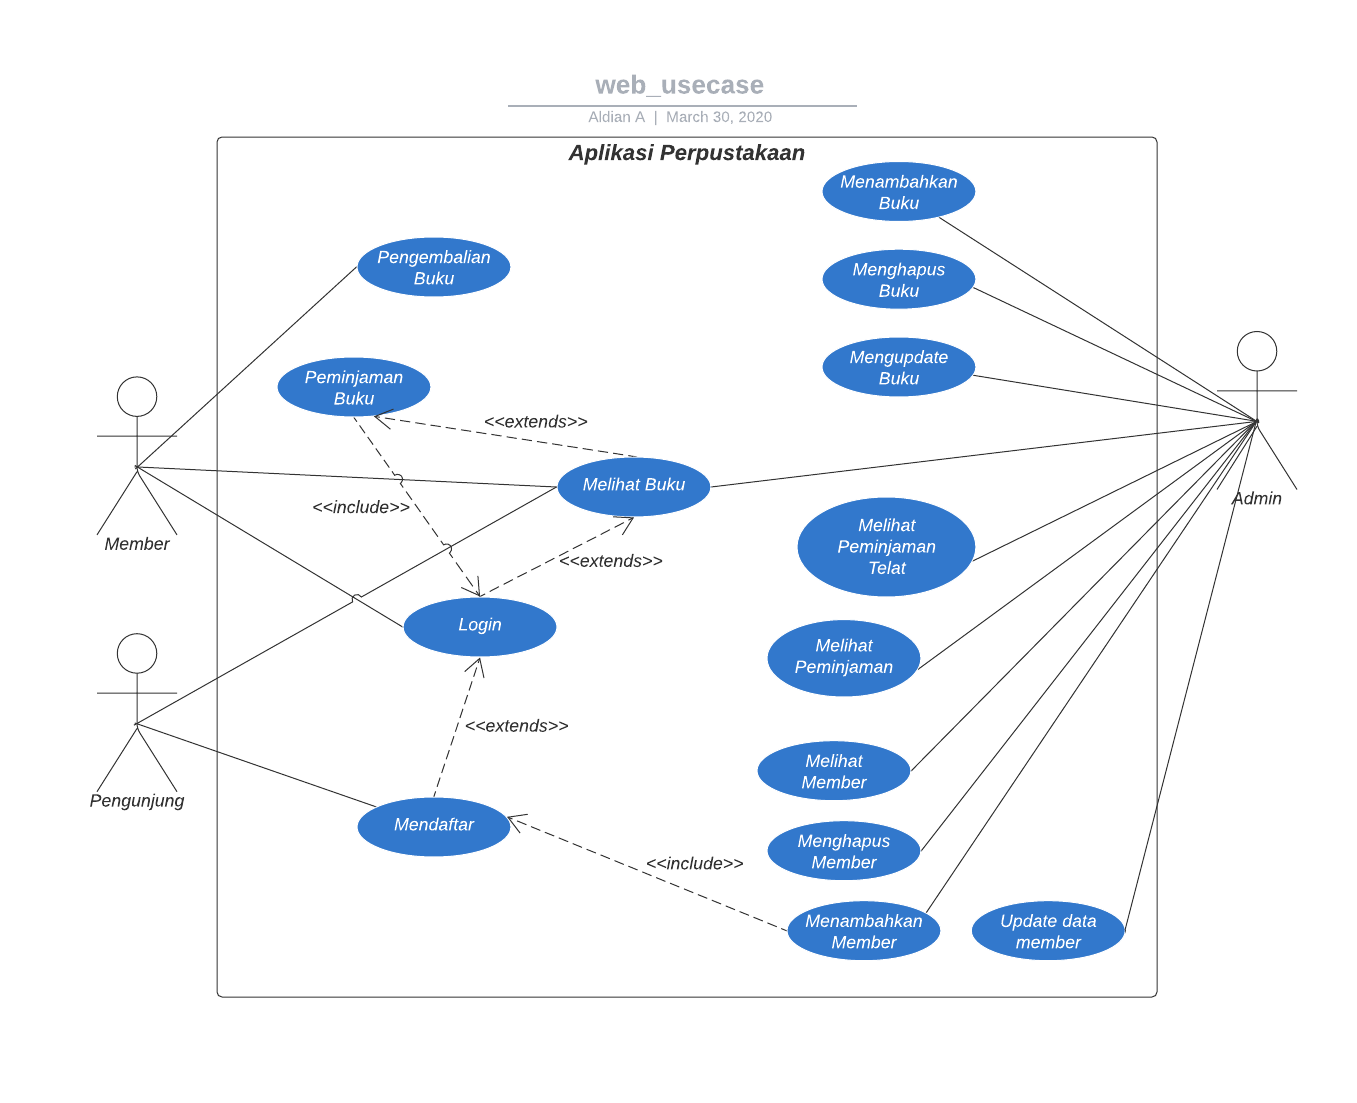 web_usecase
Aldian A | March 30, 2020
Aplikasi Perpustakaan
Menambahkan
Buku
Pengembalian
Buku
Menghapus
Buku
Mengupdate
Buku
Peminjaman
Buku
<<extends>>
Melihat Buku
<<include>>
Admin
Member
Melihat
Peminjaman
Telat
<<extends>>
Login
Melihat
Peminjaman
<<extends>>
Melihat
Member
Pengunjung
Mendaftar
Menghapus
Member
<<include>>
Menambahkan
Member
Update data
member